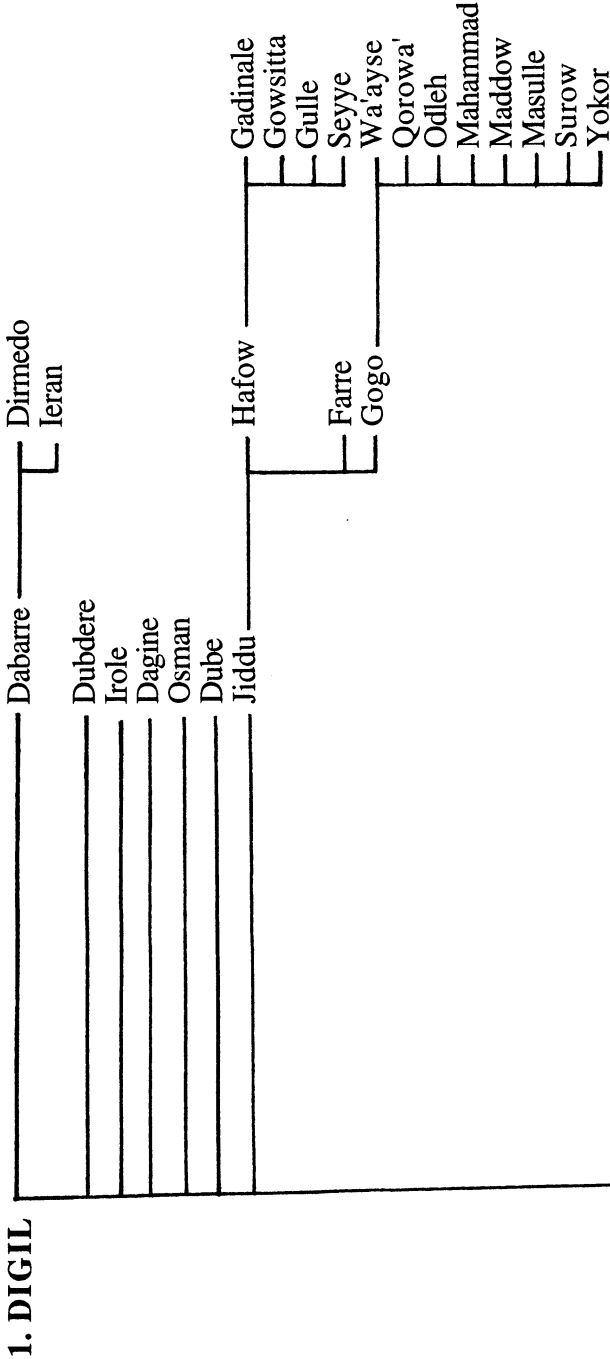 1. DIGIL
Dabarre
Dirmedo
Ieran
Dubdere
Irole
Dagine
Osman
Dube
Jiddu
Hafow
Gadinale
Gowsitta
Gulle
Seyye
Farre
Gogo
Wa'ayse
Qorowa'
Odleh
Mahammad
Maddow
Masulle
Surow
Yokor